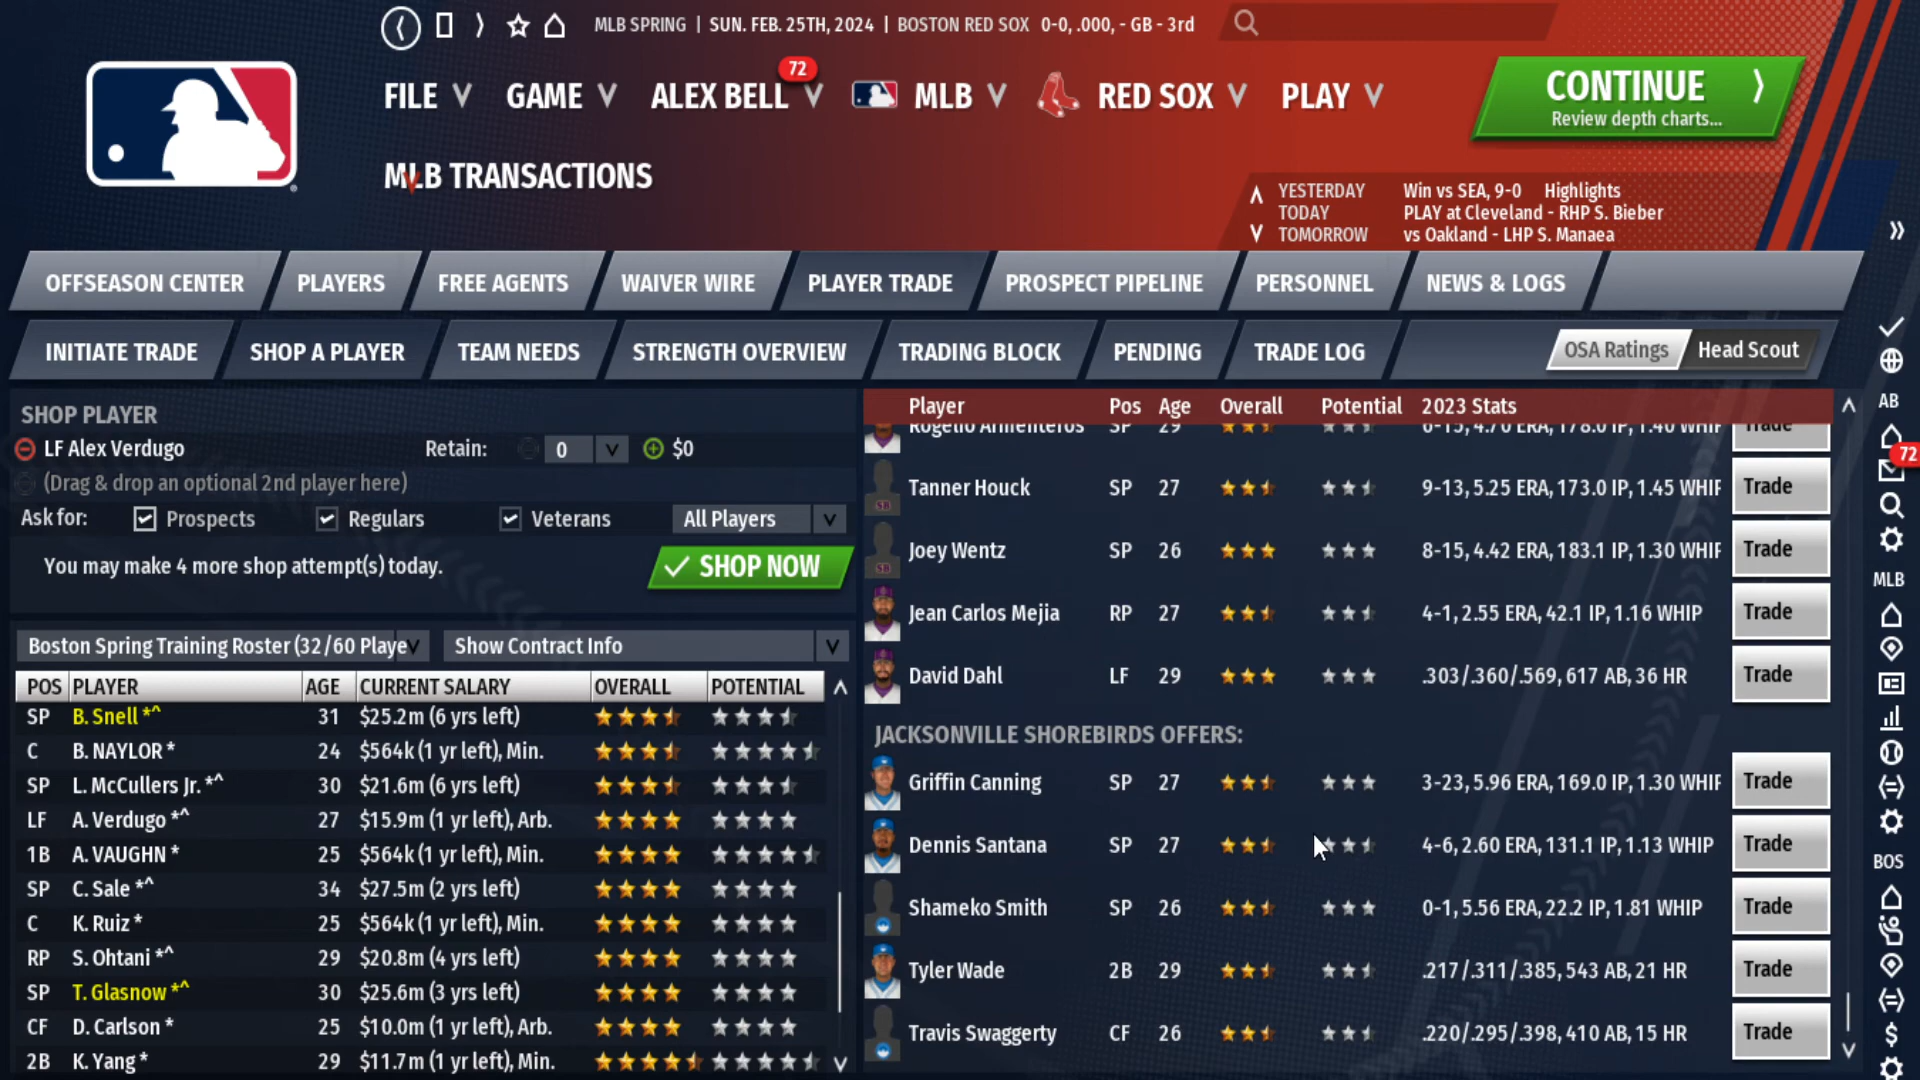 MLB SPRING | SUN. FEB. 25TH, 2024 | BOSTON RED SOX 0-0, .000, - GB - 3rd
72
FILE GAME ALEX BELL MLB RED SOX PLAY
CONTINUE
Review depth charts...
MLB TRANSACTIONS
YESTERDAY Win vs SEA, 9-0 Highlights
TODAY PLAY at Cleveland - RHP S. Bieber
TOMORROW vs Oakland - LHP S. Manaea
OFFSEASON CENTER PLAYERS FREE AGENTS WAIVER WIRE PLAYER TRADE PROSPECT PIPELINE PERSONNEL NEWS & LOGS
INITIATE TRADE SHOP A PLAYER TEAM NEEDS STRENGTH OVERVIEW TRADING BLOCK PENDING TRADE LOG OSA Ratings Head Scout
SHOP PLAYER
LF Alex Verdugo Retain: 0 $0
(Drag & drop an optional 2nd player here)
Ask for: Prospects Regulars Veterans All Players
You may make 4 more shop attempt(s) today. SHOP NOW
Boston Spring Training Roster (32/60 Playe Show Contract Info
POS PLAYER AGE CURRENT SALARY OVERALL POTENTIAL
SP B. Snell *^ 31 $25.2m (6 yrs left)
C B. NAYLOR * 24 $564k (1 yr left), Min.
SP L. McCullers Jr. *^ 30 $21.6m (6 yrs left)
LF A. Verdugo *^ 27 $15.9m (1 yr left), Arb.
1B A. VAUGHN * 25 $564k (1 yr left), Min.
SP C. Sale *^ 34 $27.5m (2 yrs left)
C K. Ruiz * 25 $564k (1 yr left), Min.
RP S. Ohtani *^ 29 $20.8m (4 yrs left)
SP T. Glasnow *^ 30 $25.6m (3 yrs left)
CF D. Carlson * 25 $10.0m (1 yr left), Arb.
2B K. Yang * 29 $11.7m (1 yr left), Min.
Player Pos Age Overall Potential 2023 Stats
Rogelio Armenteros SP 29 6-15, 4.70 ERA, 178.0 IP, 1.40 WHIP Trade
Tanner Houck SP 27 9-13, 5.25 ERA, 173.0 IP, 1.45 WHIP Trade
Joey Wentz SP 26 8-15, 4.42 ERA, 183.1 IP, 1.30 WHIP Trade
Jean Carlos Mejia RP 27 4-1, 2.55 ERA, 42.1 IP, 1.16 WHIP Trade
David Dahl LF 29 .303/.360/.569, 617 AB, 36 HR Trade
JACKSONVILLE SHOREBIRDS OFFERS:
Griffin Canning SP 27 3-23, 5.96 ERA, 169.0 IP, 1.30 WHIP Trade
Dennis Santana SP 27 4-6, 2.60 ERA, 131.1 IP, 1.13 WHIP Trade
Shameko Smith SP 26 0-1, 5.56 ERA, 22.2 IP, 1.81 WHIP Trade
Tyler Wade 2B 29 .217/.311/.385, 543 AB, 21 HR Trade
Travis Swaggerty CF 26 .220/.295/.398, 410 AB, 15 HR Trade
AB
72
MLB
BOS